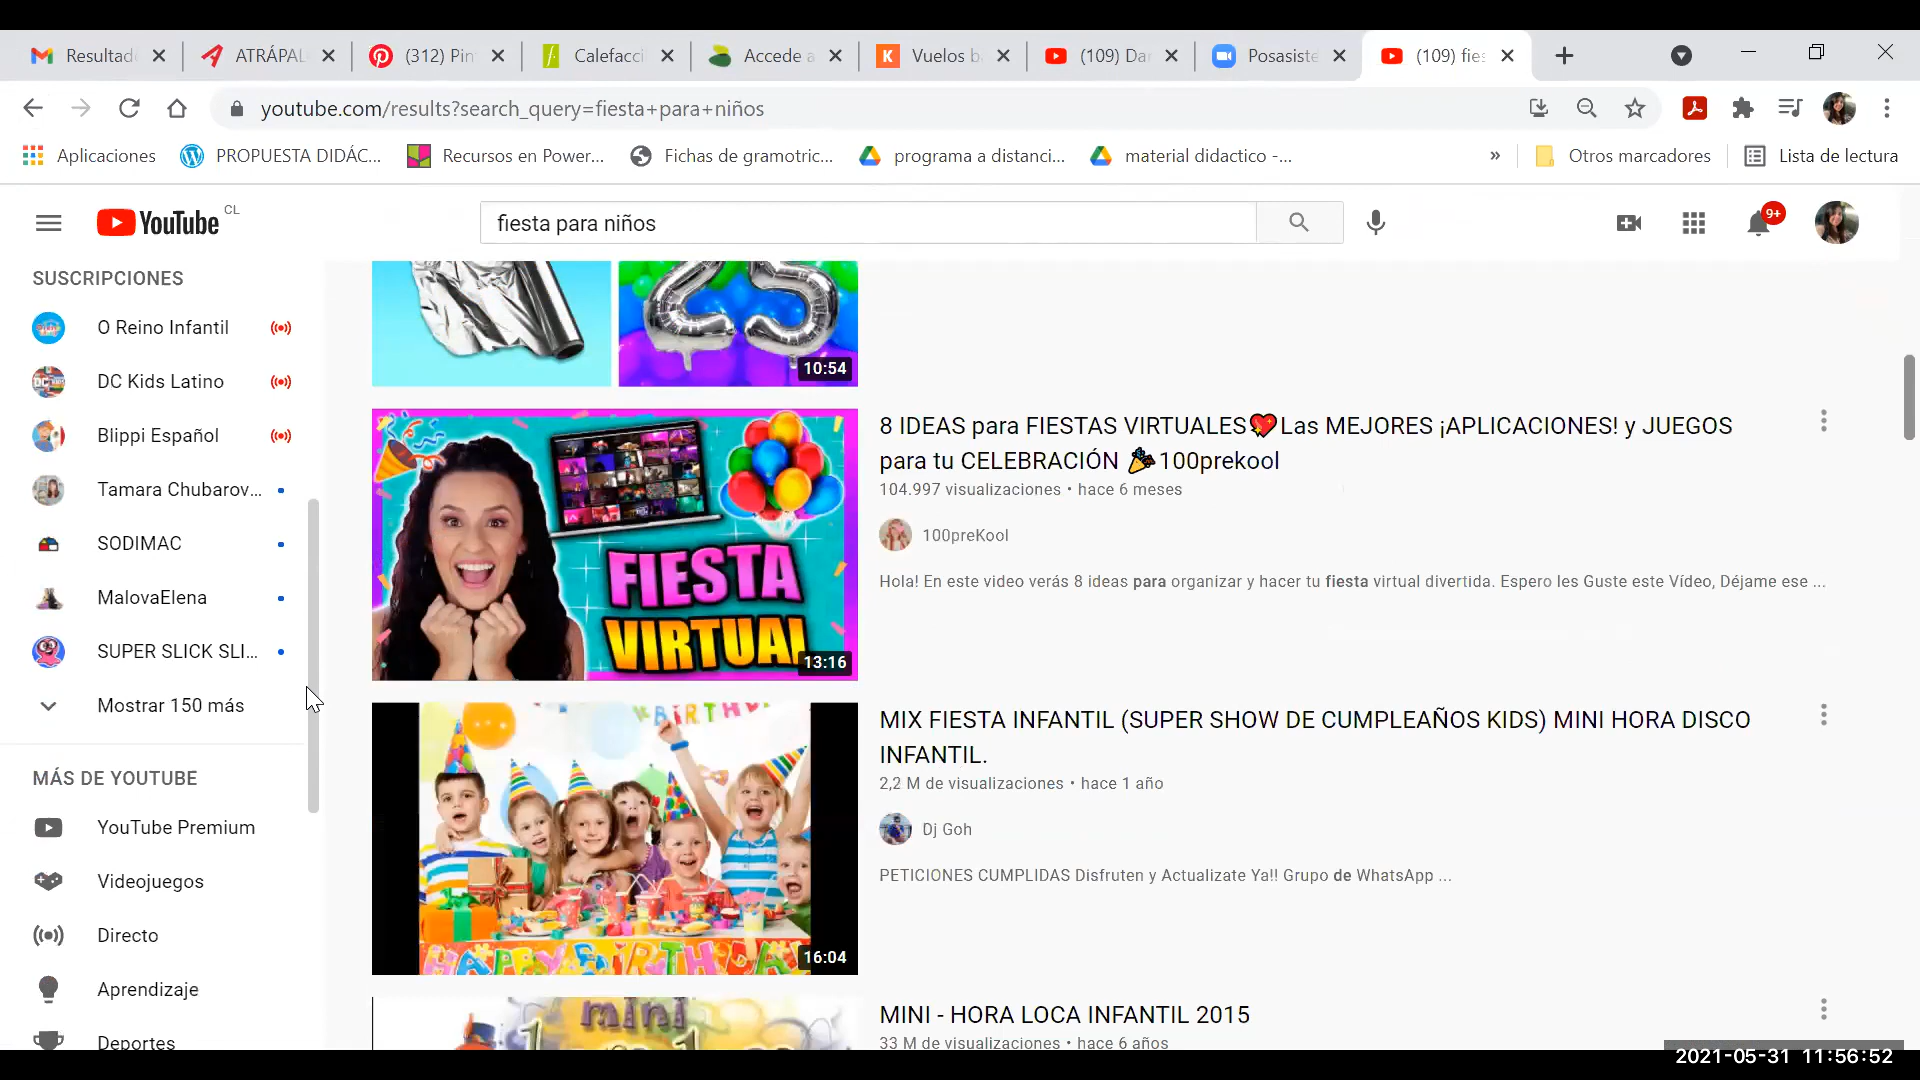 Resultad
ATRÁPAL
(312) Pin
Calefacci
Accede a
Vuelos b
(109) Dar
Posasiste
(109) fies
youtube.com/results?search_query=fiesta+para+niños
Aplicaciones
PROPUESTA DIDÁC...
Recursos en Power...
Fichas de gramotric...
programa a distanci...
material didactico -...
»
Otros marcadores
Lista de lectura
YouTube CL
fiesta para niños
9+
SUSCRIPCIONES
O Reino Infantil
DC Kids Latino
Blippi Español
Tamara Chubarov...
SODIMAC
MalovaElena
SUPER SLICK SLI...
Mostrar 150 más
MÁS DE YOUTUBE
YouTube Premium
Videojuegos
Directo
Aprendizaje
Deportes
10:54
FIESTA
VIRTUAL
13:16
8 IDEAS para FIESTAS VIRTUALES💖Las MEJORES ¡APLICACIONES! y JUEGOS
para tu CELEBRACIÓN 🎉100prekool
104.997 visualizaciones • hace 6 meses
100preKool
Hola! En este video verás 8 ideas para organizar y hacer tu fiesta virtual divertida. Espero les Guste este Vídeo, Déjame ese ...
HAPPY BIRTHDA
16:04
MIX FIESTA INFANTIL (SUPER SHOW DE CUMPLEAÑOS KIDS) MINI HORA DISCO
INFANTIL.
2,2 M de visualizaciones • hace 1 año
Dj Goh
PETICIONES CUMPLIDAS Disfruten y Actualizate Ya!! Grupo de WhatsApp ...
mini
MINI - HORA LOCA INFANTIL 2015
33 M de visualizaciones • hace 6 años
2021-05-31 11:56:52